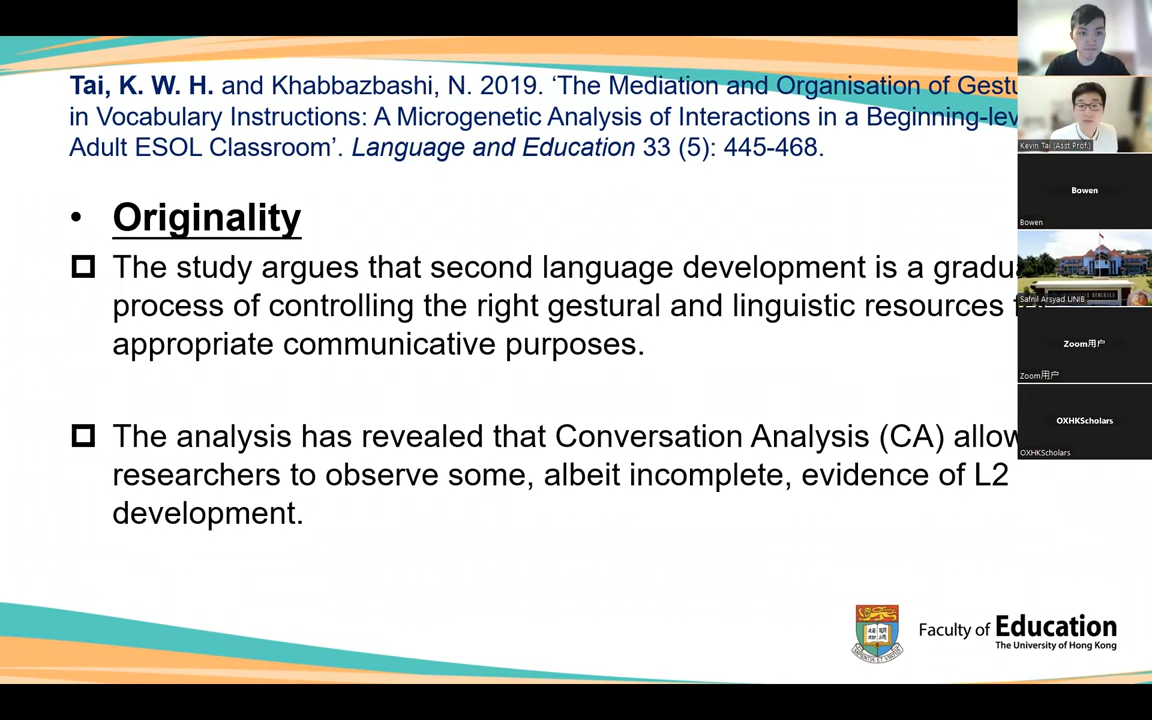 Tai, K. W. H. and Khabbazbashi, N. 2019. ‘The Mediation and Organisation of Gestu
in Vocabulary Instructions: A Microgenetic Analysis of Interactions in a Beginning-lev
Adult ESOL Classroom’. Language and Education 33 (5): 445-468.
• Originality
The study argues that second language development is a gradu
process of controlling the right gestural and linguistic resources
appropriate communicative purposes.
The analysis has revealed that Conversation Analysis (CA) allow
researchers to observe some, albeit incomplete, evidence of L2
development.
Faculty of Education
The University of Hong Kong
Kevin Tai (Asst Prof.)
Bowen
Bowen
Safnil Arsyad UNIB
Zoom用户
Zoom用户
OXHKScholars
OXHKScholars